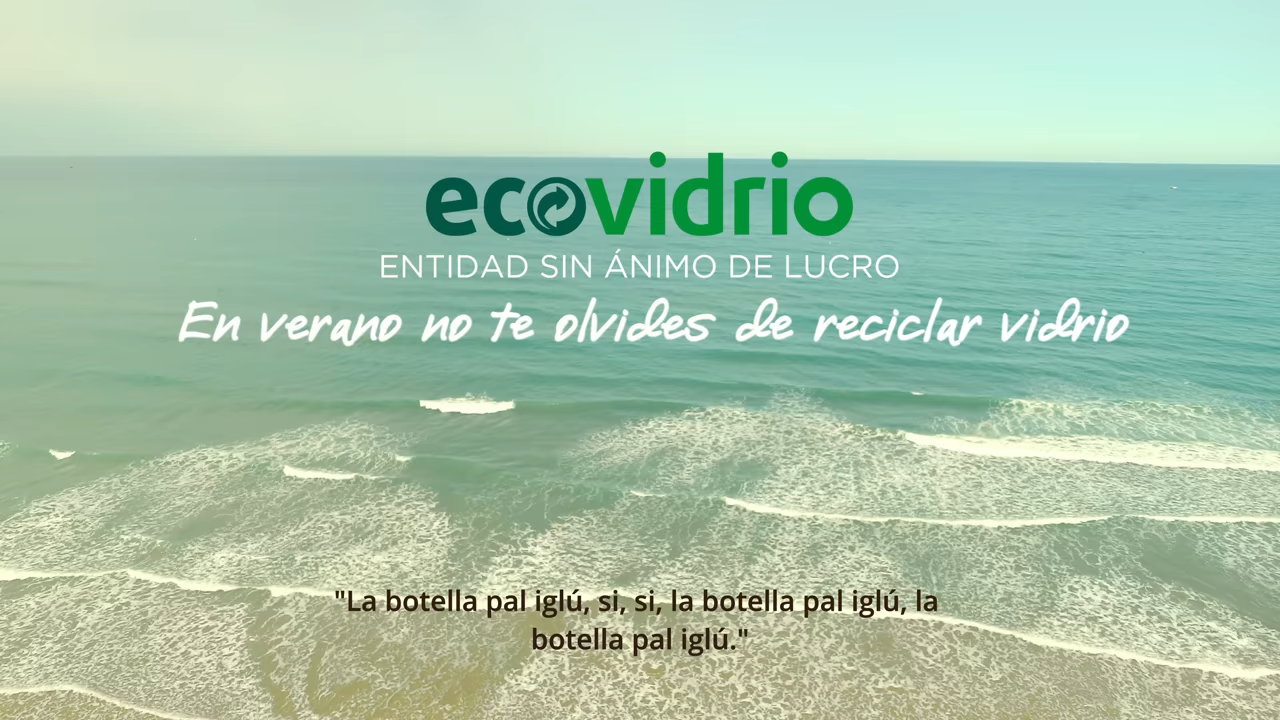 ecovidrio
ENTIDAD SIN ÁNIMO DE LUCRO
En verano no te olvides de reciclar vidrio
"La botella pal iglú, si, si, la botella pal iglú, la
botella pal iglú."